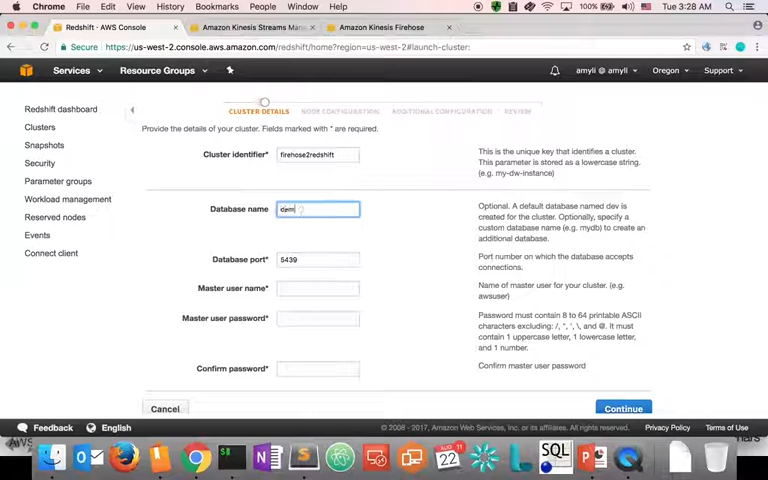 Chrome File Edit View History Bookmarks People Window Help 100% Tue 3:28 AM
Redshift · AWS Console Amazon Kinesis Streams Mana Amazon Kinesis Firehose
Secure https://us-west-2.console.aws.amazon.com/redshift/home?region=us-west-2#launch-cluster:
Services Resource Groups amyli @ amyll Oregon Support
Redshift dashboard
Clusters
Snapshots
Security
Parameter groups
Workload management
Reserved nodes
Events
Connect client
CLUSTER DETAILS NODE CONFIGURATION ADDITIONAL CONFIGURATION REVIEW
Provide the details of your cluster. Fields marked with * are required.
Cluster identifier* firehose2redshift
This is the unique key that identifies a cluster.
This parameter is stored as a lowercase string.
(e.g. my-dw-instance)
Database name dem
Optional. A default database named dev is
created for the cluster. Optionally, specify a
custom database name (e.g. mydb) to create an
additional database.
Database port* 5439
Port number on which the database accepts
connections.
Master user name*
Name of master user for your cluster. (e.g.
awsuser)
Master user password*
Password must contain 8 to 64 printable ASCII
characters excluding: /, ", ', \, and @. It must
contain 1 uppercase letter, 1 lowercase letter,
and 1 number.
Confirm password*
Confirm master user password
Cancel Continue
Feedback English © 2008 - 2017, Amazon Web Services, Inc. or its affiliates. All rights reserved. Privacy Policy Terms of Use
AUG 22 SQL